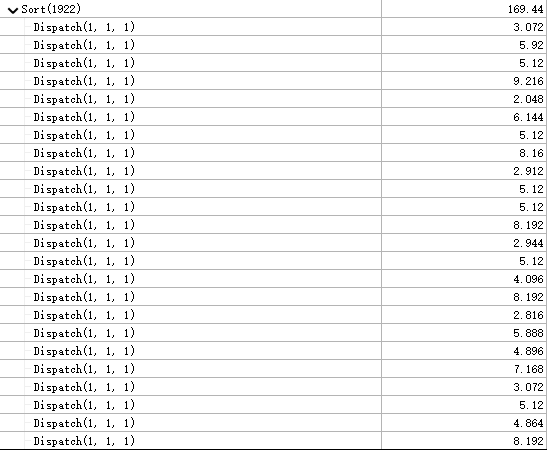 Sort(1922) 169.44
Dispatch(1, 1, 1) 3.072
Dispatch(1, 1, 1) 5.92
Dispatch(1, 1, 1) 5.12
Dispatch(1, 1, 1) 9.216
Dispatch(1, 1, 1) 2.048
Dispatch(1, 1, 1) 6.144
Dispatch(1, 1, 1) 5.12
Dispatch(1, 1, 1) 8.16
Dispatch(1, 1, 1) 2.912
Dispatch(1, 1, 1) 5.12
Dispatch(1, 1, 1) 5.12
Dispatch(1, 1, 1) 8.192
Dispatch(1, 1, 1) 2.944
Dispatch(1, 1, 1) 5.12
Dispatch(1, 1, 1) 4.096
Dispatch(1, 1, 1) 8.192
Dispatch(1, 1, 1) 2.816
Dispatch(1, 1, 1) 5.888
Dispatch(1, 1, 1) 4.896
Dispatch(1, 1, 1) 7.168
Dispatch(1, 1, 1) 3.072
Dispatch(1, 1, 1) 5.12
Dispatch(1, 1, 1) 4.864
Dispatch(1, 1, 1) 8.192